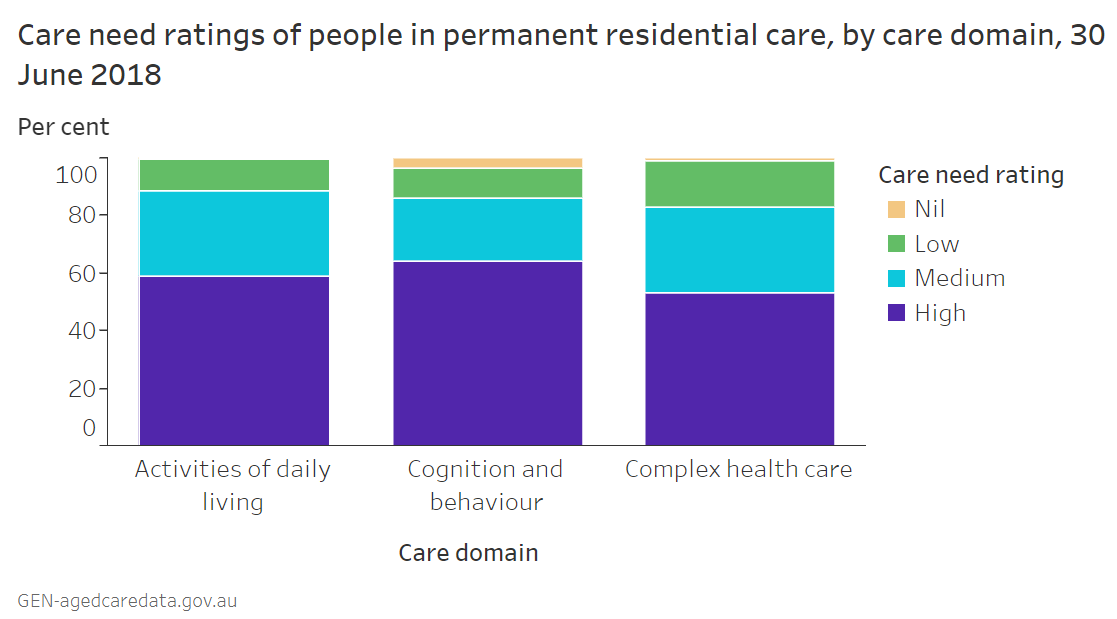 Care need ratings of people in permanent residential care, by care domain, 30
June 2018
Per cent
100
80
60
40
20
0
Care need rating
Nil
Low
Medium
High
Activities of daily
living
Cognition and
behaviour
Complex health care
Care domain
GEN-agedcaredata.gov.au